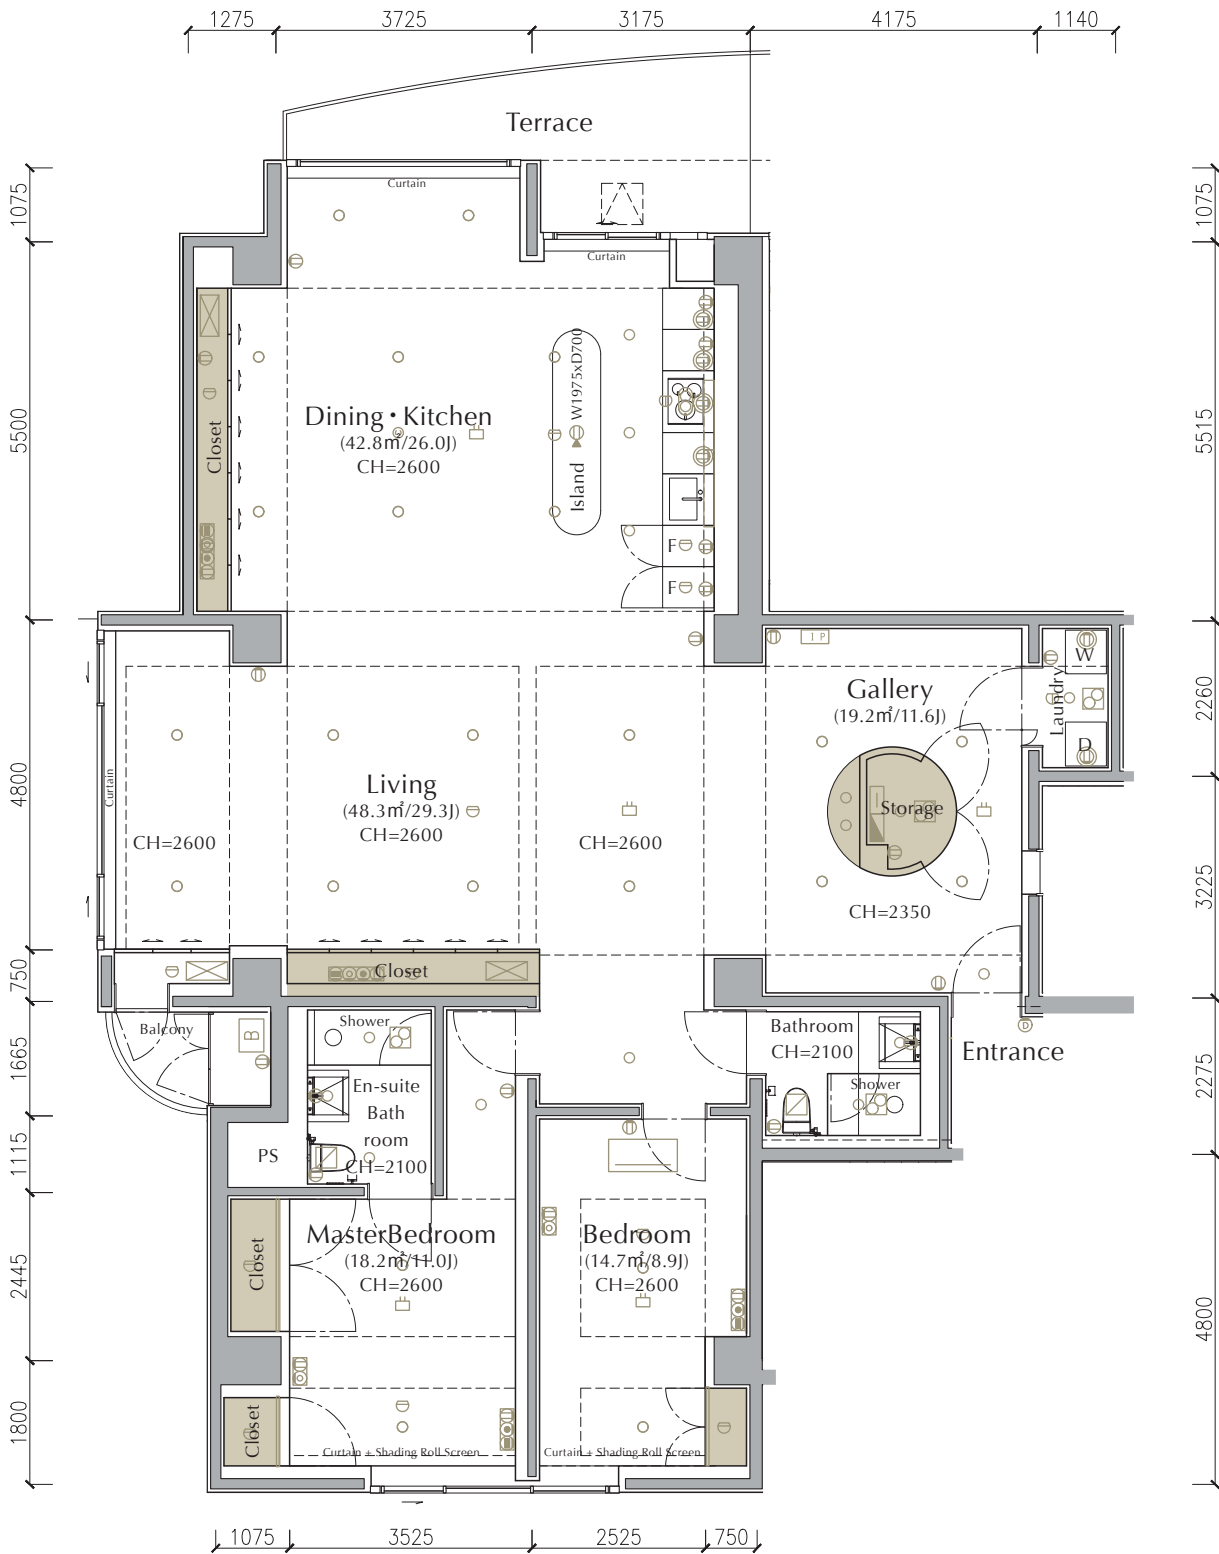 1275
3725
3175
4175
1140
Terrace
Curtain
Curtain
1075
1075
5500
5515
Closet
Dining・Kitchen
(42.8㎡/26.0J)
CH=2600
Island
W1975xD700
F
F
1 P
W
Laundry
D
Gallery
(19.2㎡/11.6J)
2260
Storage
CH=2350
4800
Curtain
CH=2600
Living
(48.3㎡/29.3J)
CH=2600
CH=2600
3225
Closet
750
Balcony
B
Shower
Bathroom
CH=2100
Shower
D
Entrance
1665
2275
En-suite
Bath
room
CH=2100
PS
1115
MasterBedroom
(18.2㎡/11.0J)
CH=2600
Bedroom
(14.7㎡/8.9J)
CH=2600
Closet
2445
4800
Closet
1800
Curtain + Shading Roll Screen
Curtain + Shading Roll Screen
1075
3525
2525
750